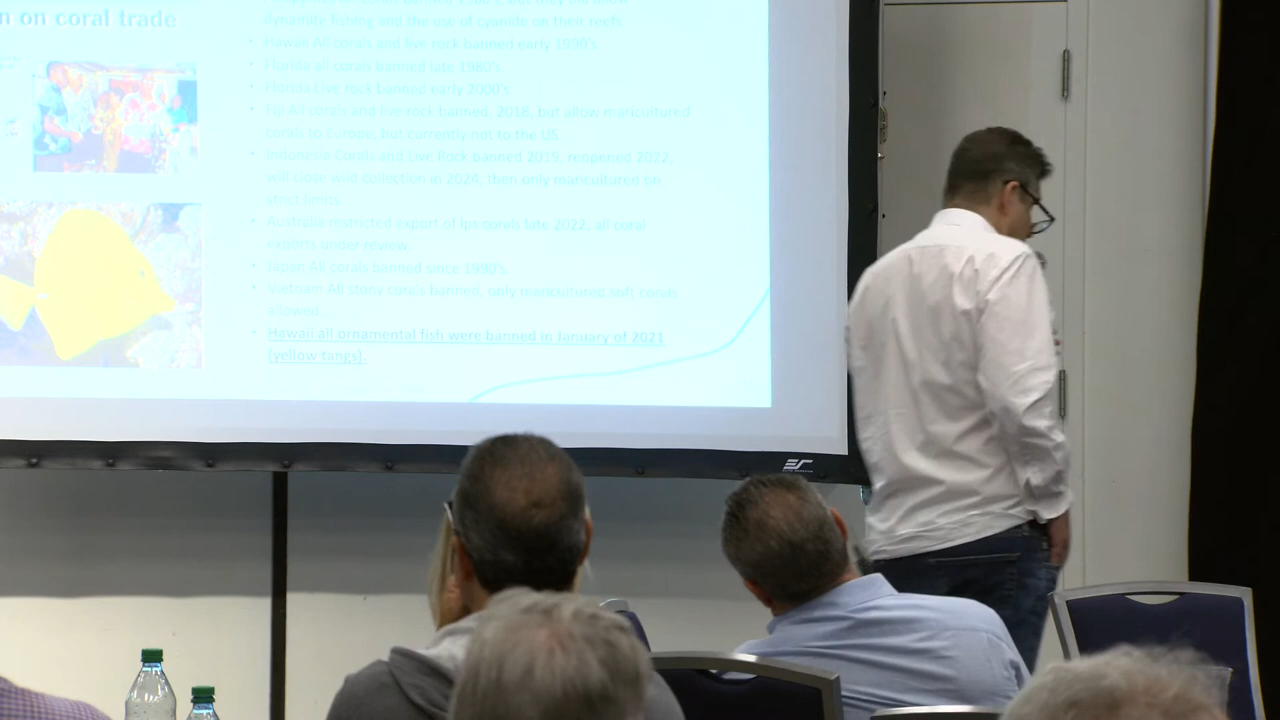 n on coral trade
dynamite fishing and the use of cyanide on their reefs.
• Hawaii All corals and live rock banned early 1990's.
• Florida all corals banned late 1980's.
• Florida Live rock banned early 2000's.
• Fiji All corals and live rock banned, 2018, but allow maricultured
corals to Europe, but currently not to the US.
• Indonesia Corals and Live Rock banned 2019, reopened 2022,
will close wild collection in 2024, then only maricultured on
strict limits.
• Australia restricted export of lps corals late 2022, all coral
exports under review.
• Japan All corals banned since 1990's.
• Vietnam All stony corals banned, only maricultured soft corals
allowed.
• Hawaii all ornamental fish were banned in January of 2021
(yellow tangs).